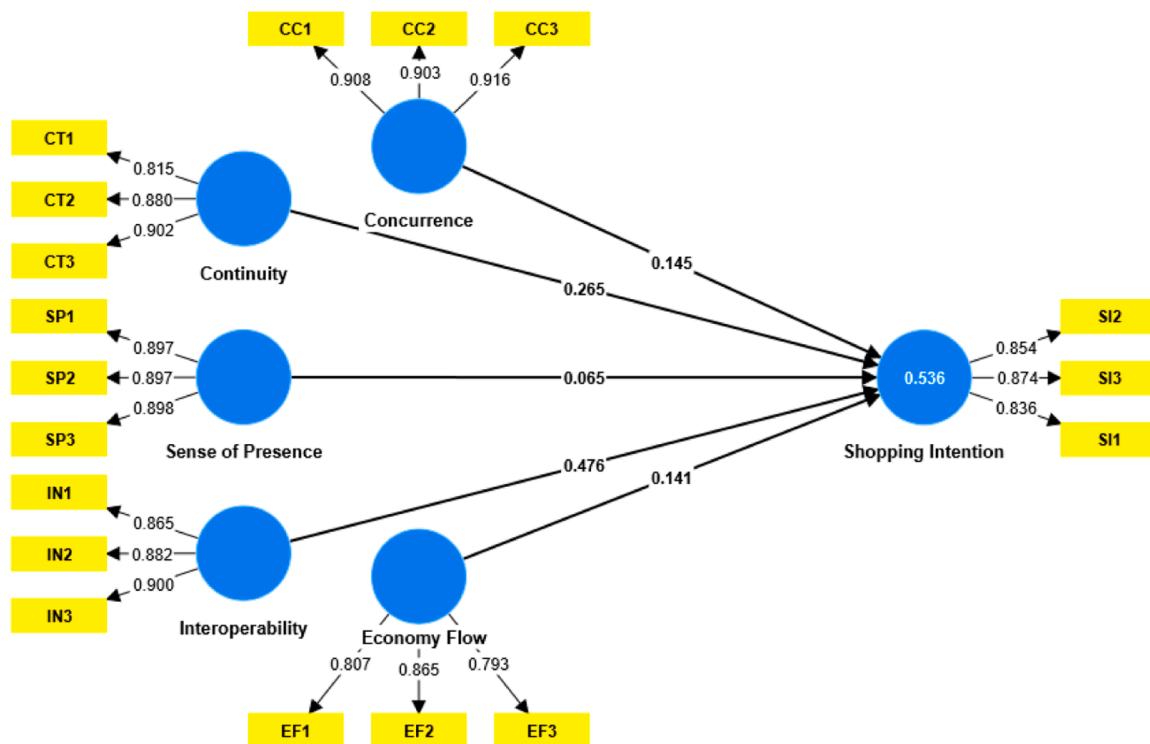 CC1 CC2 CC3
0.908 0.903 0.916
CT1
0.815
CT2 0.880
0.902
CT3
Concurrence
Continuity
0.145
0.265
SP1
0.897
SP2 0.897 0.065
0.898
SP3
Sense of Presence
SI2
0.854
0.536 0.874 SI3
0.836
SI1
Shopping Intention
0.476
0.141
IN1
0.865
IN2 0.882
0.900
IN3
Interoperability
Economy Flow
0.807 0.865 0.793
EF1 EF2 EF3